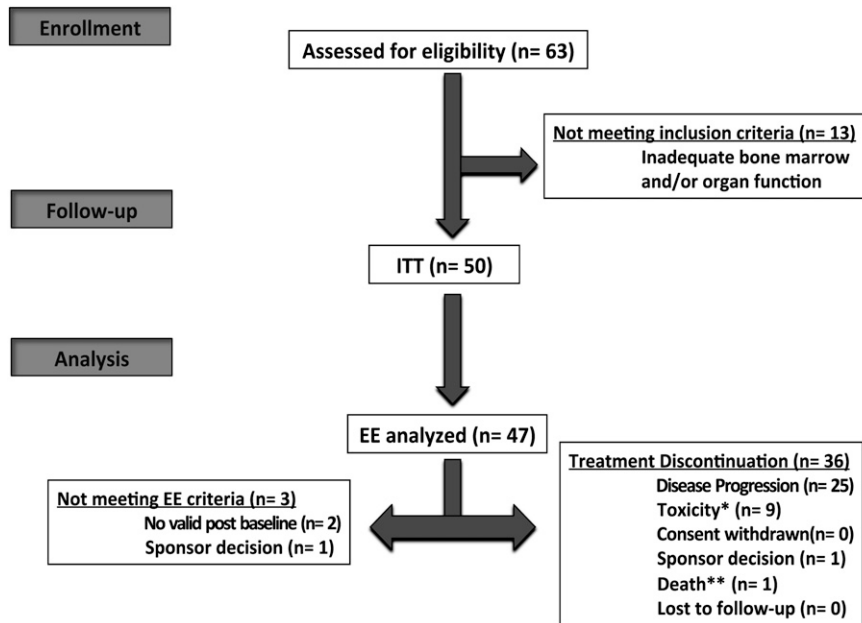 Enrollment
Assessed for eligibility (n= 63)
Not meeting inclusion criteria (n= 13)
Inadequate bone marrow
and/or organ function
Follow-up
ITT (n= 50)
Analysis
EE analyzed (n= 47)
Not meeting EE criteria (n= 3)
No valid post baseline (n= 2)
Sponsor decision (n= 1)
Treatment Discontinuation (n= 36)
Disease Progression (n= 25)
Toxicity* (n= 9)
Consent withdrawn(n= 0)
Sponsor decision (n= 1)
Death** (n= 1)
Lost to follow-up (n= 0)